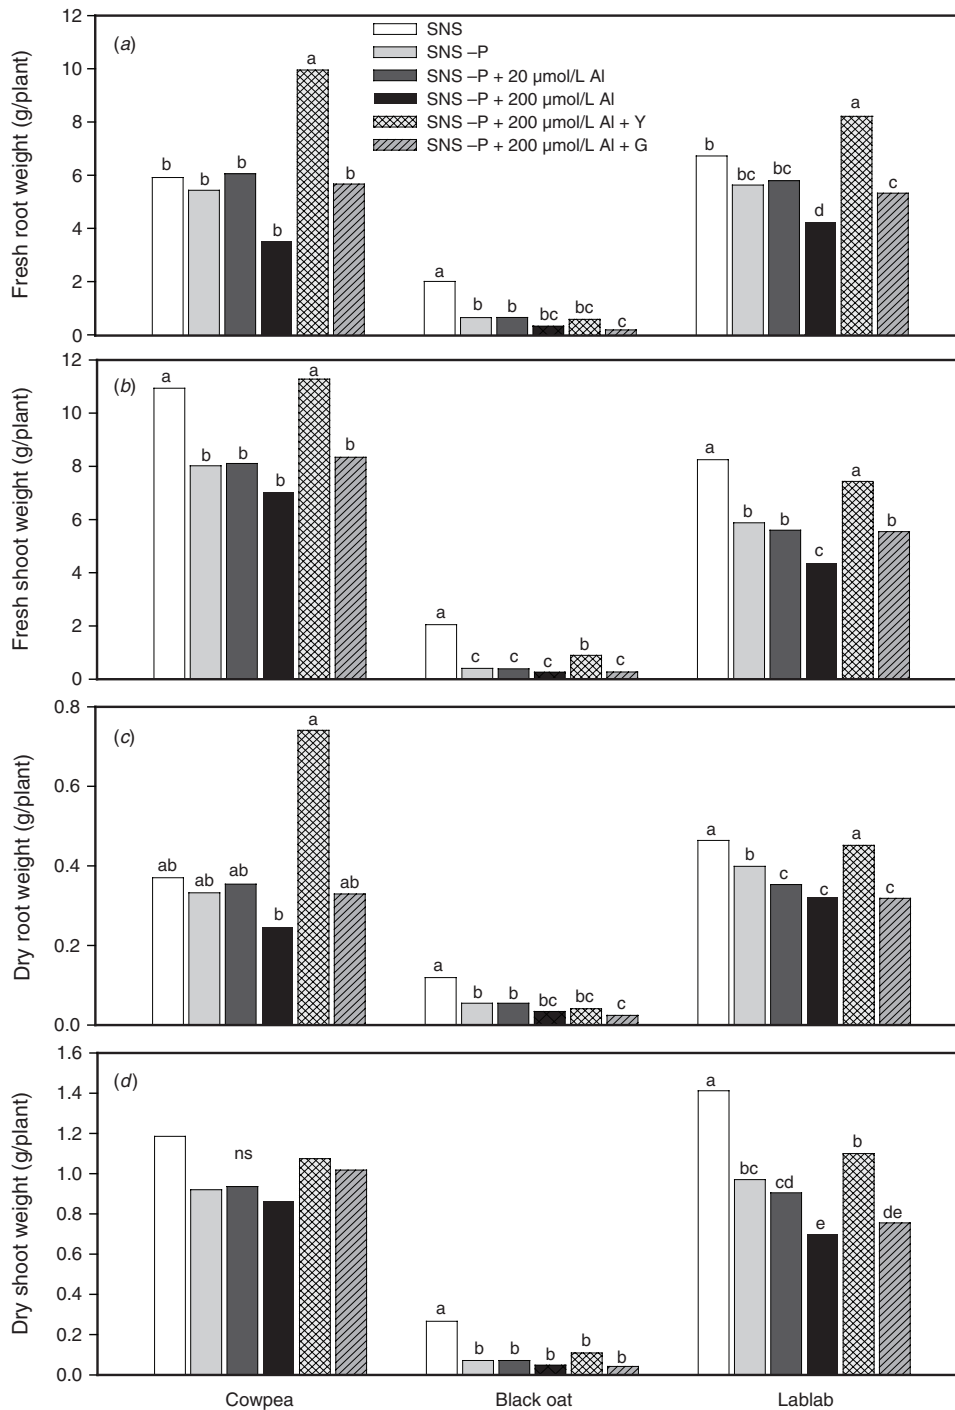 (a)
SNS
SNS –P
SNS –P + 20 µmol/L Al
SNS –P + 200 µmol/L Al
SNS –P + 200 µmol/L Al + Y
SNS –P + 200 µmol/L Al + G
Fresh root weight (g/plant)
12
10
8
6
4
2
0
b b b b a b
a b b bc bc c
b bc bc d a c
(b)
Fresh shoot weight (g/plant)
12
10
8
6
4
2
0
a b b b a b
a c c c b c
a b b c a b
(c)
Dry root weight (g/plant)
0.8
0.6
0.4
0.2
0.0
ab ab ab b a ab
a b b bc bc c
a b c c a c
(d)
Dry shoot weight (g/plant)
1.6
1.4
1.2
1.0
0.8
0.6
0.4
0.2
0.0
ns
a b b b b b
a bc cd e b de
Cowpea Black oat Lablab